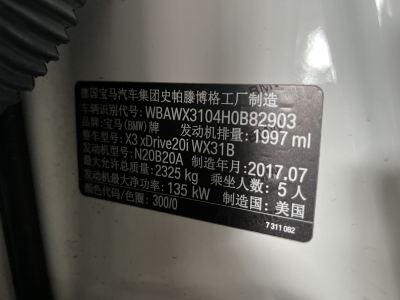 德国宝马汽车集团史帕滕博格工厂制造
车辆识别代号: WBAWX3104H0B82903
品牌: 宝马(BMW)牌 发动机排量: 1997 ml
整车型号: X3 xDrive20i WX31B
发动机型号: N20B20A 制造年月: 2017.07
最大允许总质量: 2325 kg 乘坐人数: 5 人
发动机最大净功率: 135 kW 制造国: 美国
颜色代码/色圈: 300/0
7 311 092